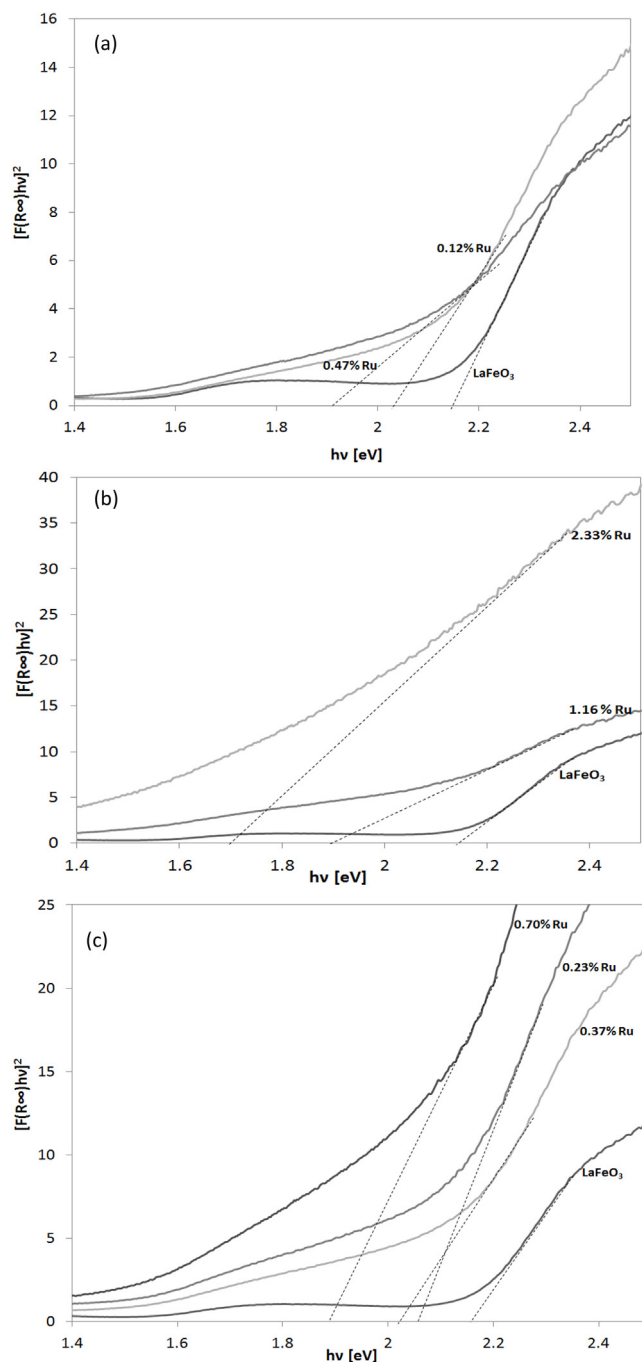 (a)
16
14
12
10
8
6
4
2
0
[F(R∞)hν]²
0.12% Ru
0.47% Ru
LaFeO₃
1.4 1.6 1.8 2 2.2 2.4
hν [eV]
(b)
40
35
30
25
20
15
10
5
0
[F(R∞)hν]²
2.33% Ru
1.16 % Ru
LaFeO₃
1.4 1.6 1.8 2 2.2 2.4
hν [eV]
(c)
25
20
15
10
5
0
[F(R∞)hν]²
0.70% Ru
0.23% Ru
0.37% Ru
LaFeO₃
1.4 1.6 1.8 2 2.2 2.4
hν [eV]